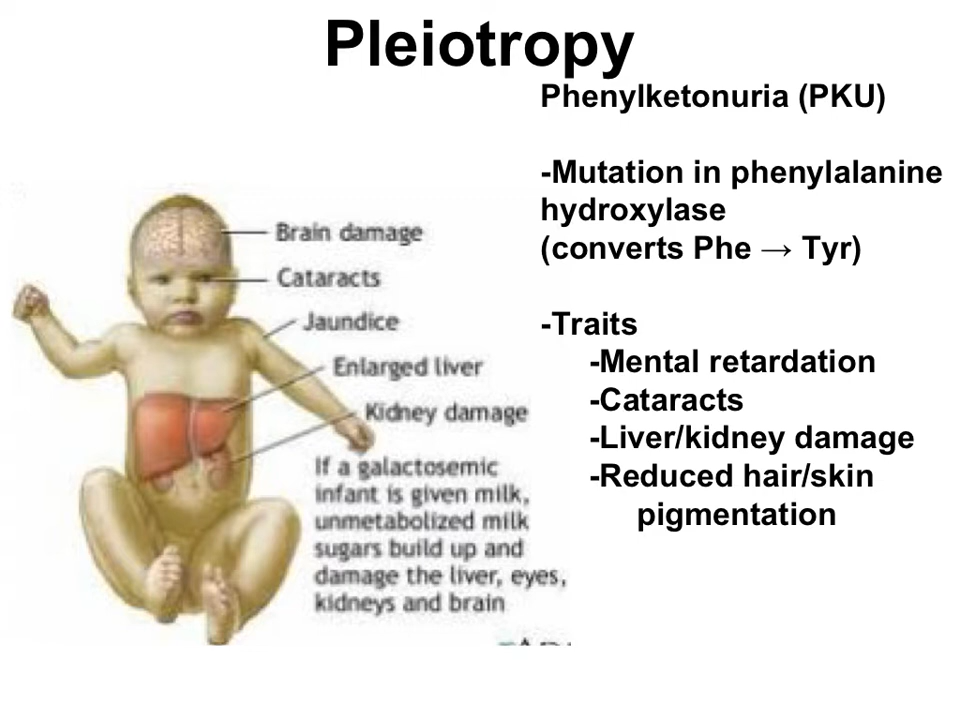 Pleiotropy
Phenylketonuria (PKU)
-Mutation in phenylalanine
hydroxylase
(converts Phe → Tyr)
-Traits
-Mental retardation
-Cataracts
-Liver/kidney damage
-Reduced hair/skin
pigmentation
Brain damage
Cataracts
Jaundice
Enlarged liver
Kidney damage
If a galactosemic
infant is given milk,
unmetabolized milk
sugars build up and
damage the liver, eyes,
kidneys and brain